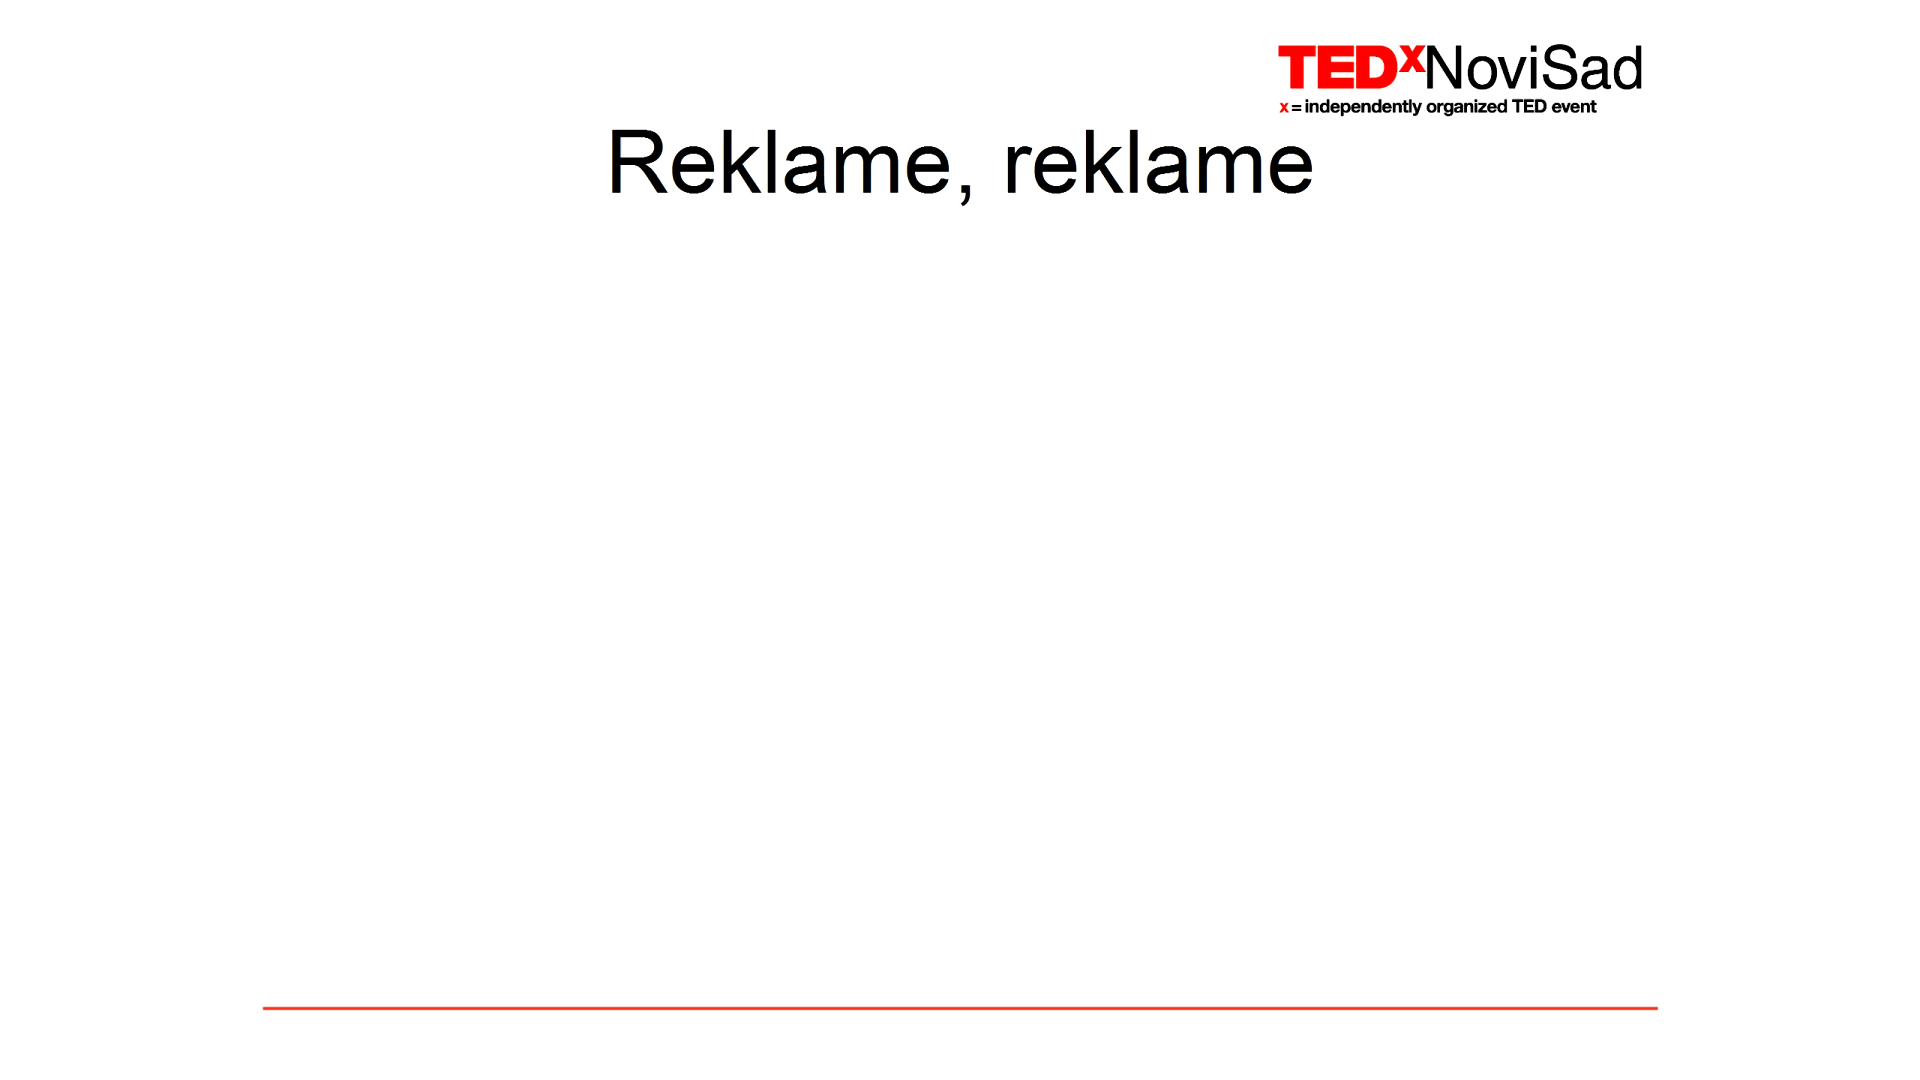 TEDxNoviSad
x = independently organized TED event
Reklame, reklame